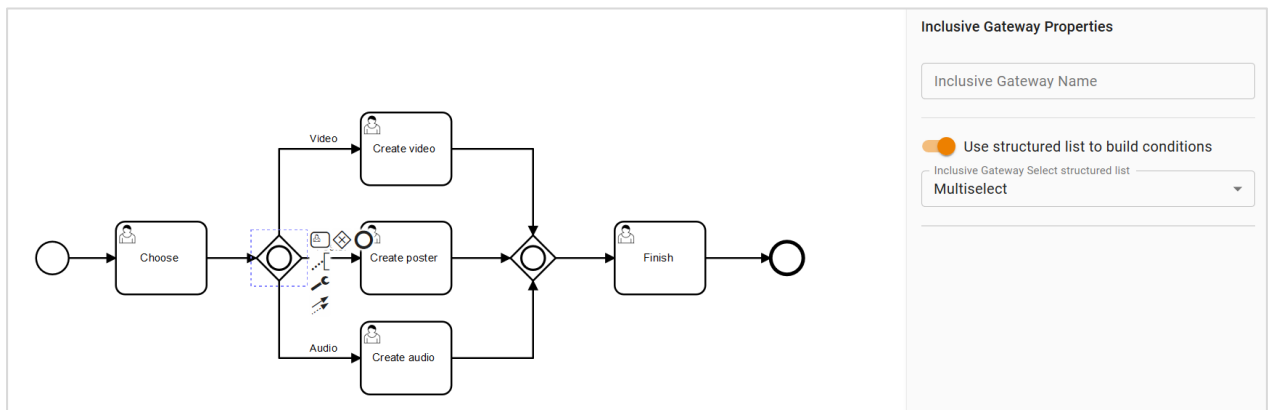 Inclusive Gateway Properties
Inclusive Gateway Name
Use structured list to build conditions
Inclusive Gateway Select structured list
Multiselect
Video
Create video
Choose
Create poster
Finish
Audio
Create audio